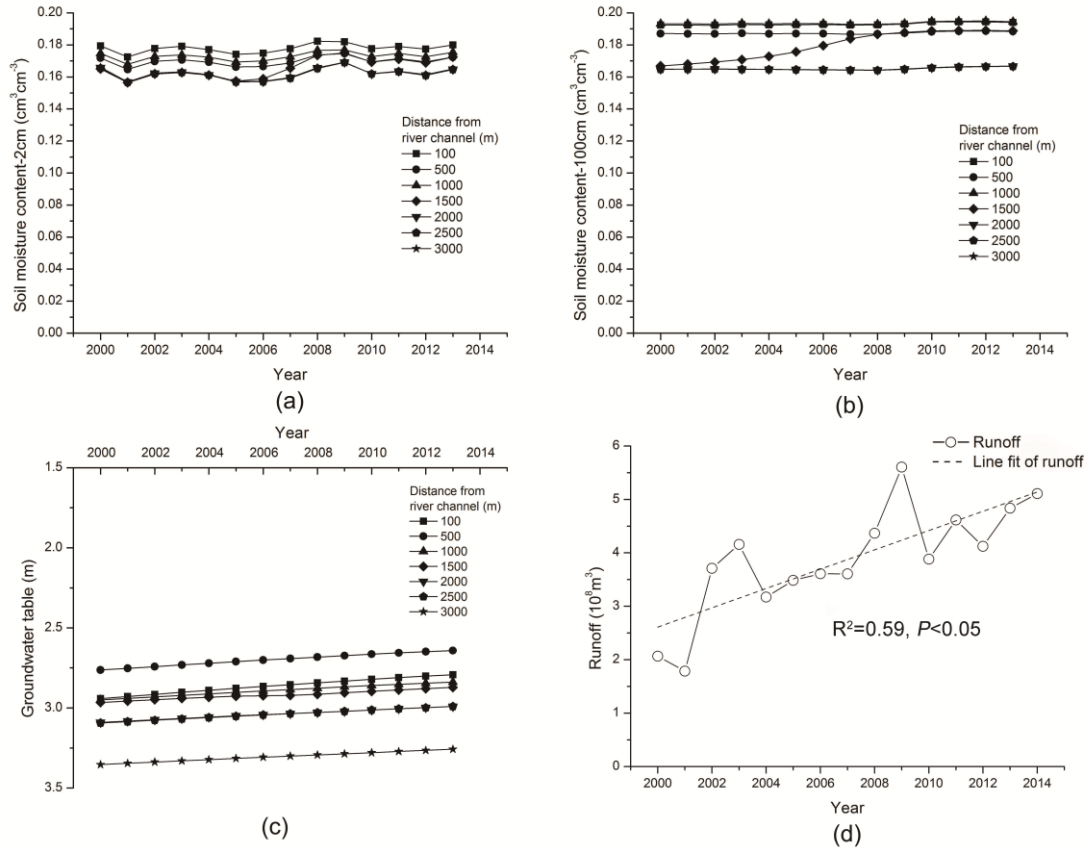 0.20
0.18
0.16
0.14
0.12
0.10
0.08
0.06
0.04
0.02
0.00
Soil moisture content-2cm (cm³cm⁻³)
Distance from
river channel (m)
100
500
1000
1500
2000
2500
3000
2000 2002 2004 2006 2008 2010 2012 2014
Year
(a)
0.20
0.18
0.16
0.14
0.12
0.10
0.08
0.06
0.04
0.02
0.00
Soil moisture content-100cm (cm³cm⁻³)
Distance from
river channel (m)
100
500
1000
1500
2000
2500
3000
2000 2002 2004 2006 2008 2010 2012 2014
Year
(b)
Year
2000 2002 2004 2006 2008 2010 2012 2014
1.5
2.0
2.5
3.0
3.5
Groundwater table (m)
Distance from
river channel (m)
100
500
1000
1500
2000
2500
3000
(c)
6
5
4
3
2
1
0
Runoff (10⁸m³)
Runoff
Line fit of runoff
R²=0.59, P<0.05
2000 2002 2004 2006 2008 2010 2012 2014
Year
(d)